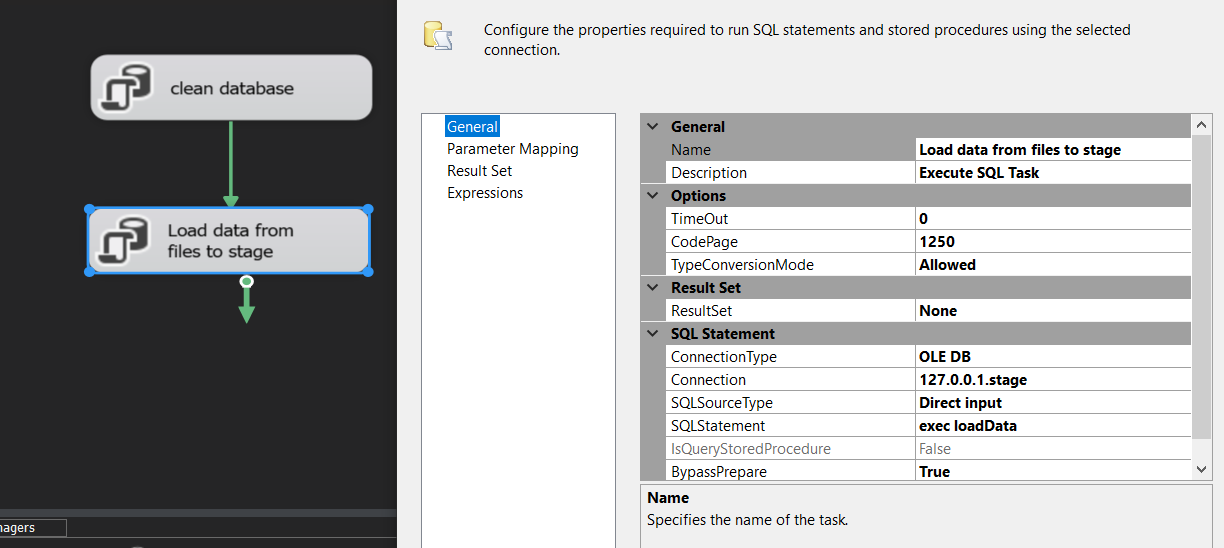 Configure the properties required to run SQL statements and stored procedures using the selected
connection.
clean database
Load data from
files to stage
General
Parameter Mapping
Result Set
Expressions
General
Name Load data from files to stage
Description Execute SQL Task
Options
TimeOut 0
CodePage 1250
TypeConversionMode Allowed
Result Set
ResultSet None
SQL Statement
ConnectionType OLE DB
Connection 127.0.0.1.stage
SQLSourceType Direct input
SQLStatement exec loadData
IsQueryStoredProcedure False
BypassPrepare True
Name
Specifies the name of the task.